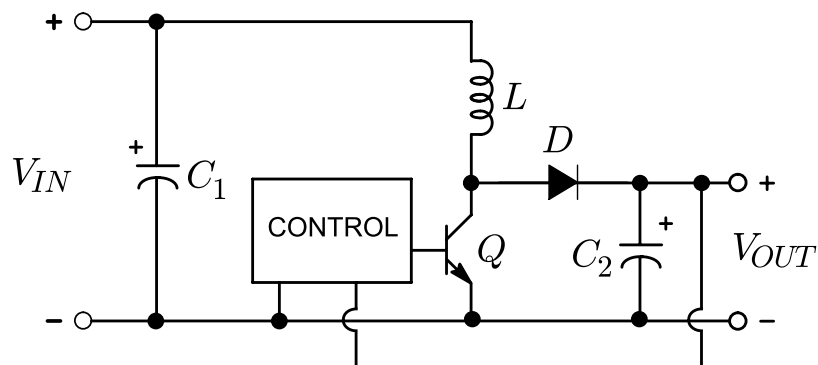 +
L
D
+
V_IN
C_1
+
CONTROL
Q
C_2
+
V_OUT
−
−